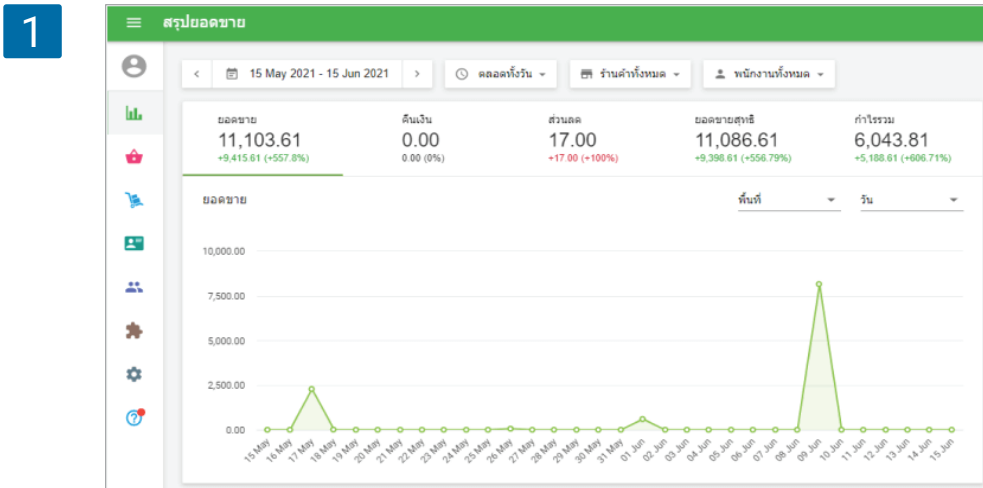 1
สรุปยอดขาย
15 May 2021 - 15 Jun 2021
ตลอดทั้งวัน
ร้านค้าทั้งหมด
พนักงานทั้งหมด
ยอดขาย คืนเงิน ส่วนลด ยอดขายสุทธิ กำไรรวม
11,103.61 0.00 17.00 11,086.61 6,043.81
+9,415.61 (+557.8%) 0.00 (0%) +17.00 (+100%) +9,398.61 (+556.79%) +5,188.61 (+606.71%)
ยอดขาย พื้นที่ วัน
10,000.00
7,500.00
5,000.00
2,500.00
0.00
15 May 16 May 17 May 18 May 19 May 20 May 21 May 22 May 23 May 24 May 25 May 26 May 27 May 28 May 29 May 30 May 31 May 01 Jun 02 Jun 03 Jun 05 Jun 06 Jun 07 Jun 08 Jun 09 Jun 10 Jun 11 Jun 12 Jun 13 Jun 14 Jun 15 Jun